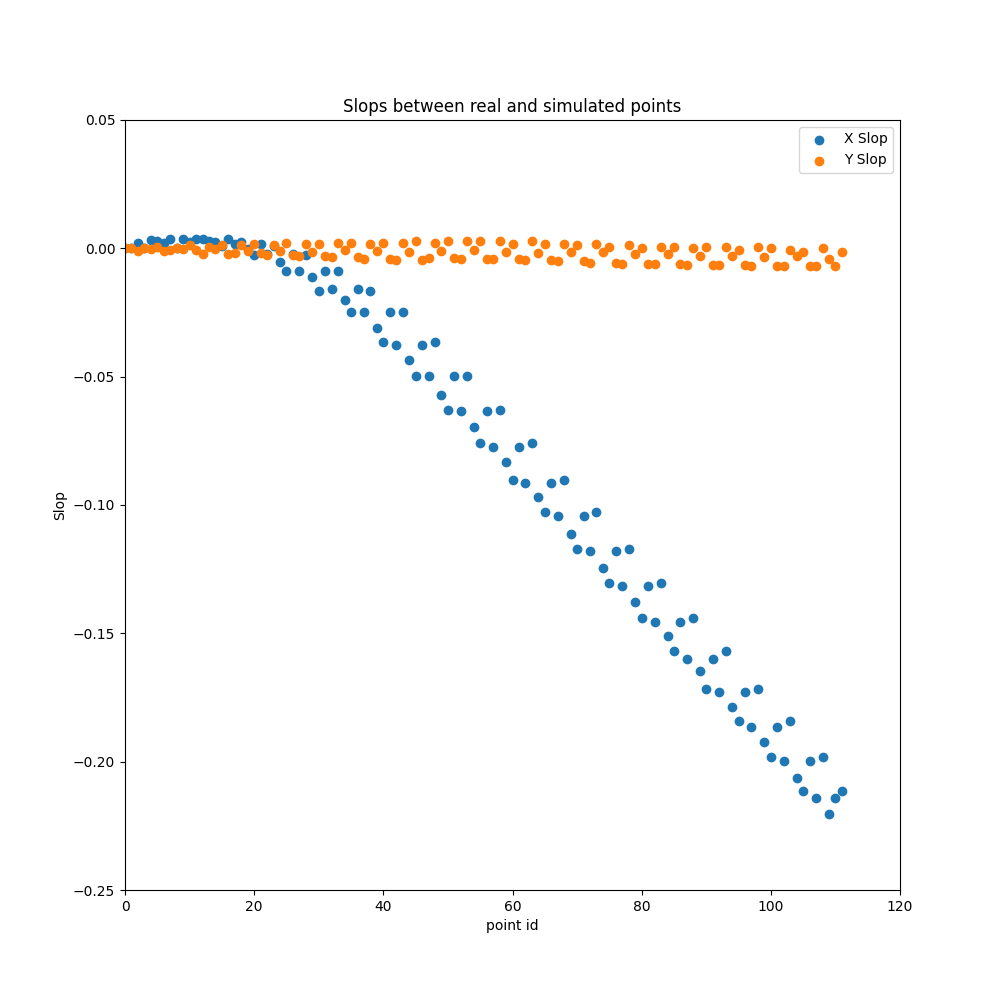 Slops between real and simulated points
0.05
X Slop
Y Slop
0.00
−0.05
−0.10
Slop
−0.15
−0.20
−0.25
0 20 40 60 80 100 120
point id